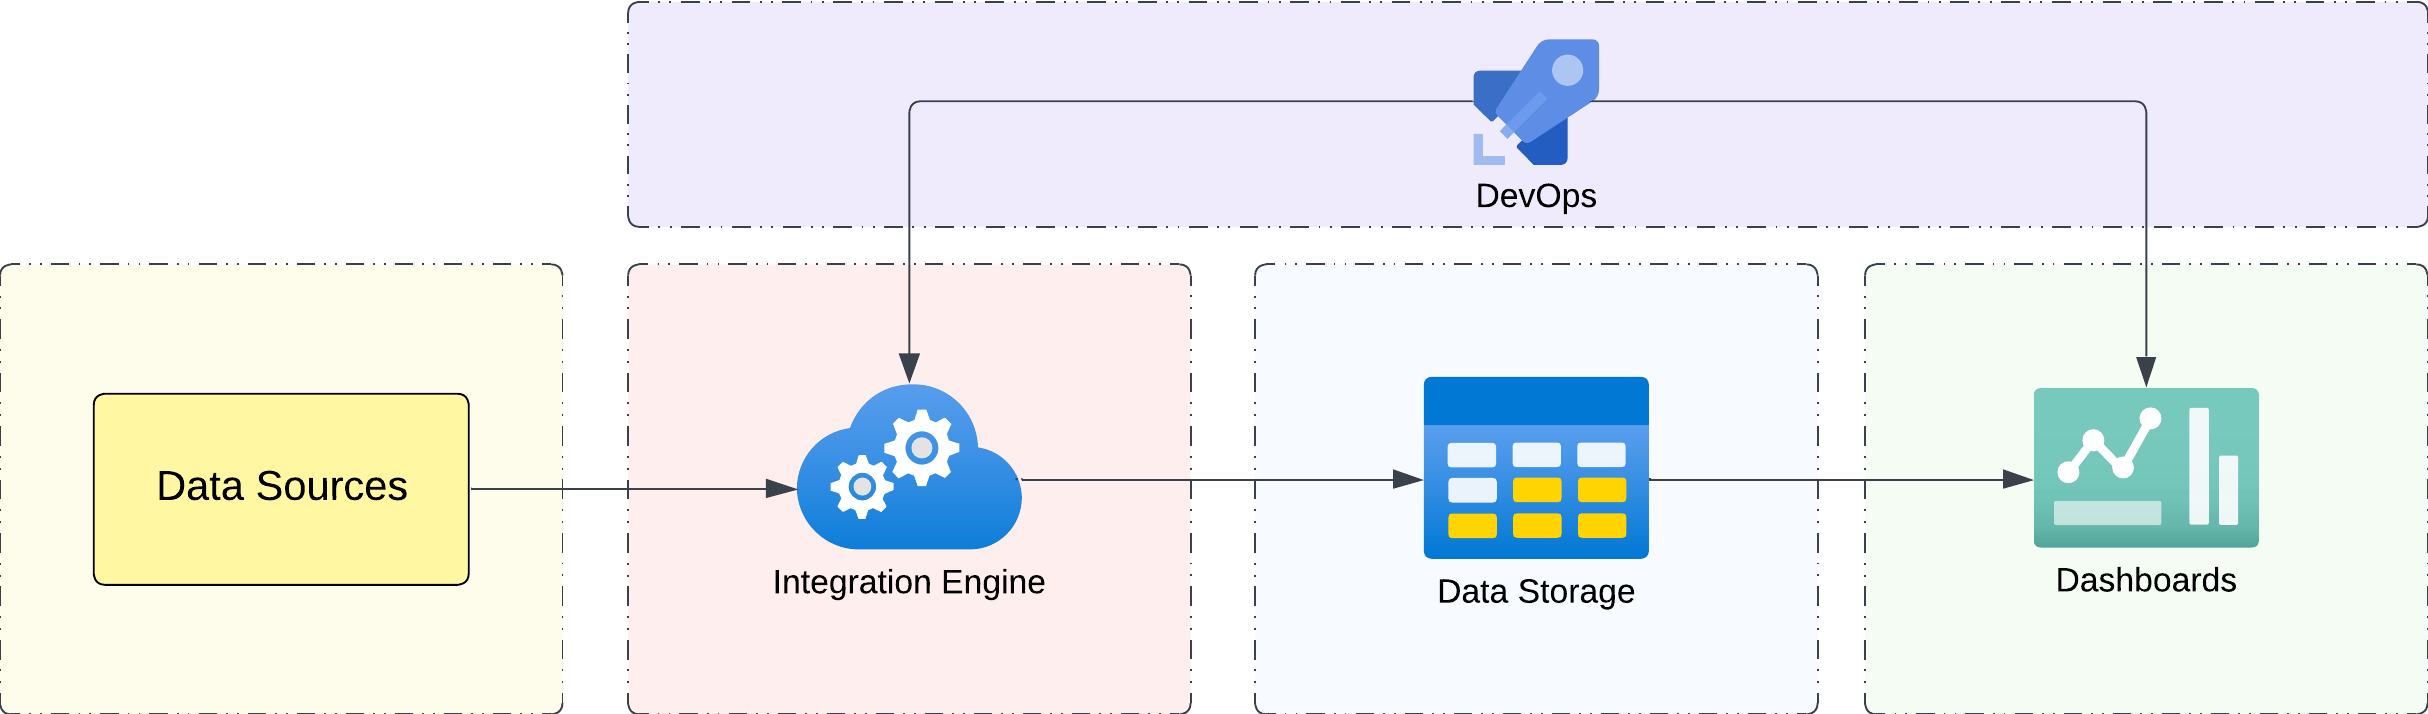 DevOps
Data Sources
Integration Engine
Data Storage
Dashboards